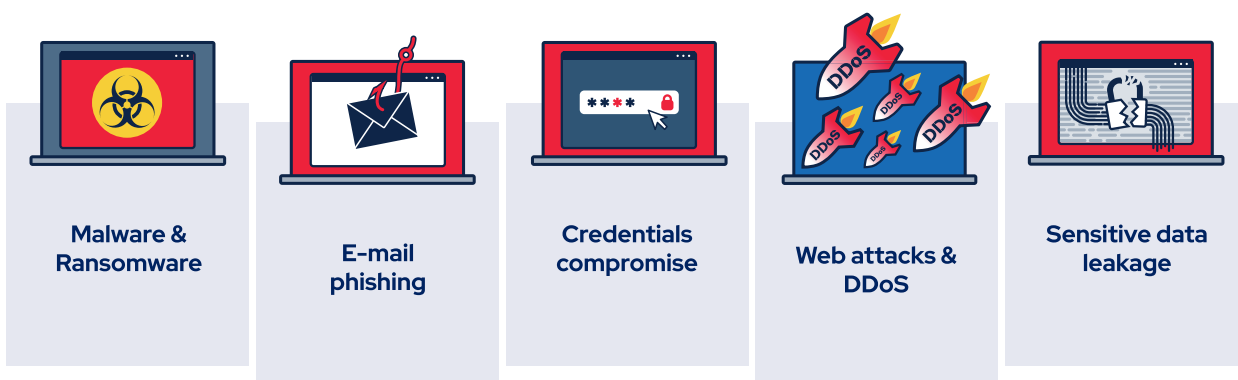 DDoS
DDoS
DDoS
DDoS
DDoS
****
Malware &
Ransomware
E-mail
phishing
Credentials
compromise
Web attacks &
DDoS
Sensitive data
leakage